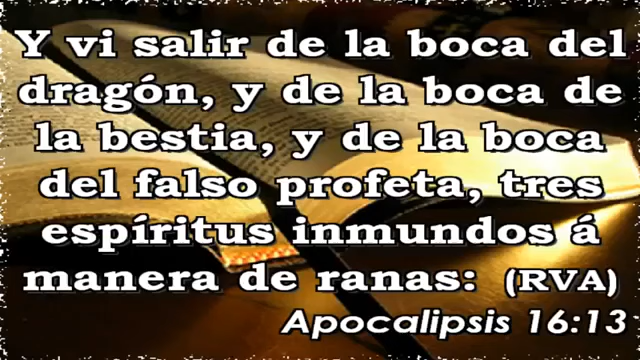 Y vi salir de la boca del
dragón, y de la boca de
la bestia, y de la boca
del falso profeta, tres
espíritus inmundos á
manera de ranas: (RVA)
Apocalipsis 16:13